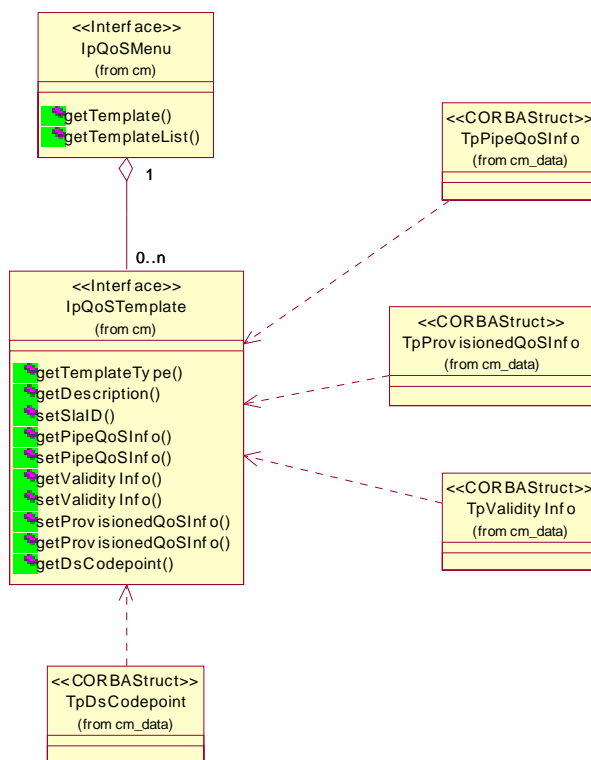 <<Interface>>
IpQoSMenu
(from cm)
getTemplate()
getTemplateList()
1
0..n
<<Interface>>
IpQoSTemplate
(from cm)
getTemplateType()
getDescription()
setSlaID()
getPipeQoSInfo()
setPipeQoSInfo()
getValidityInfo()
setValidityInfo()
setProvisionedQoSInfo()
getProvisionedQoSInfo()
getDsCodepoint()
<<CORBAStruct>>
TpPipeQoSInfo
(from cm_data)
<<CORBAStruct>>
TpProvisionedQoSInfo
(from cm_data)
<<CORBAStruct>>
TpValidityInfo
(from cm_data)
<<CORBAStruct>>
TpDsCodepoint
(from cm_data)